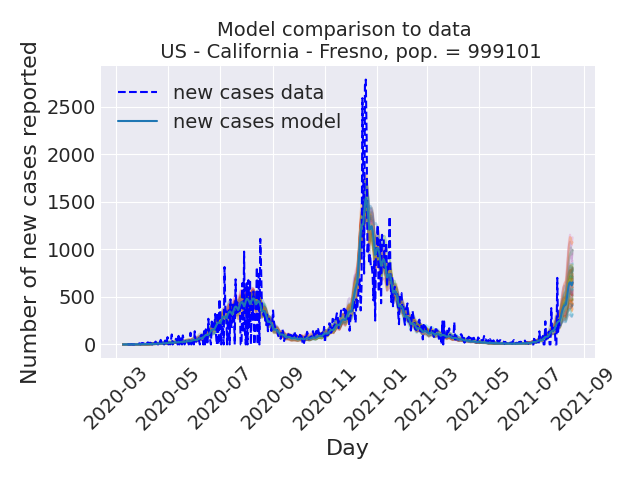 Model comparison to data
US - California - Fresno, pop. = 999101
Number of new cases reported
new cases data
new cases model
2500
2000
1500
1000
500
0
2020-03
2020-05
2020-07
2020-09
2020-11
2021-01
2021-03
2021-05
2021-07
2021-09
Day